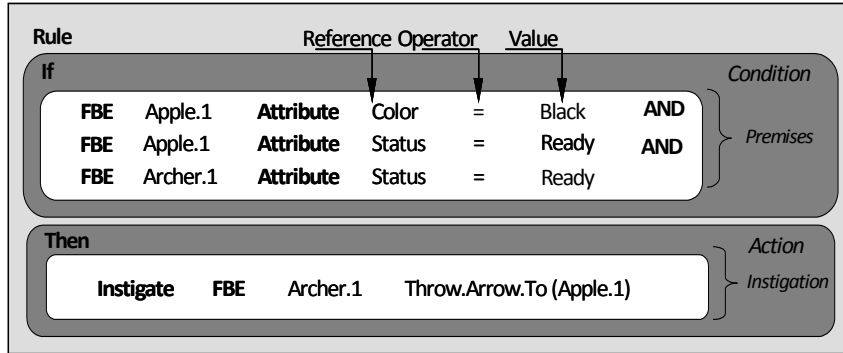 Rule Reference Operator Value
If Condition
FBE Apple.1 Attribute Color = Black AND
FBE Apple.1 Attribute Status = Ready AND Premises
FBE Archer.1 Attribute Status = Ready
Then Action
Instigate FBE Archer.1 Throw.Arrow.To (Apple.1) Instigation